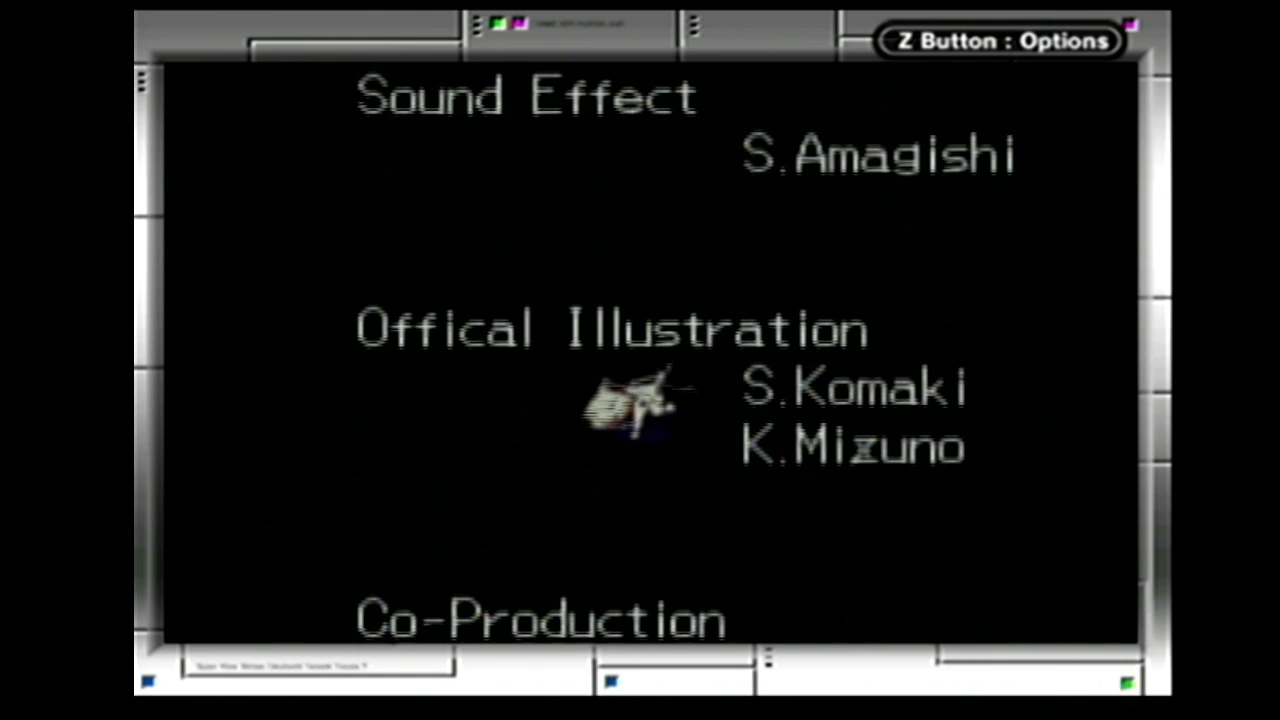 Z Button : Options
Sound Effect
S.Amagishi
Offical Illustration
S.Komaki
K.Mizuno
Co-Production